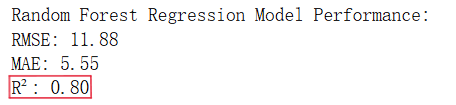 Random Forest Regression Model Performance:
RMSE: 11.88
MAE: 5.55
R²: 0.80